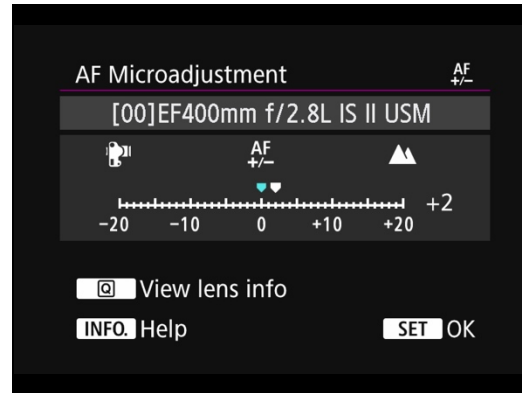 AF Microadjustment AF +/−
[00]EF400mm f/2.8L IS II USM
AF
+/−
+2
−20 −10 0 +10 +20
Q View lens info
INFO. Help SET OK